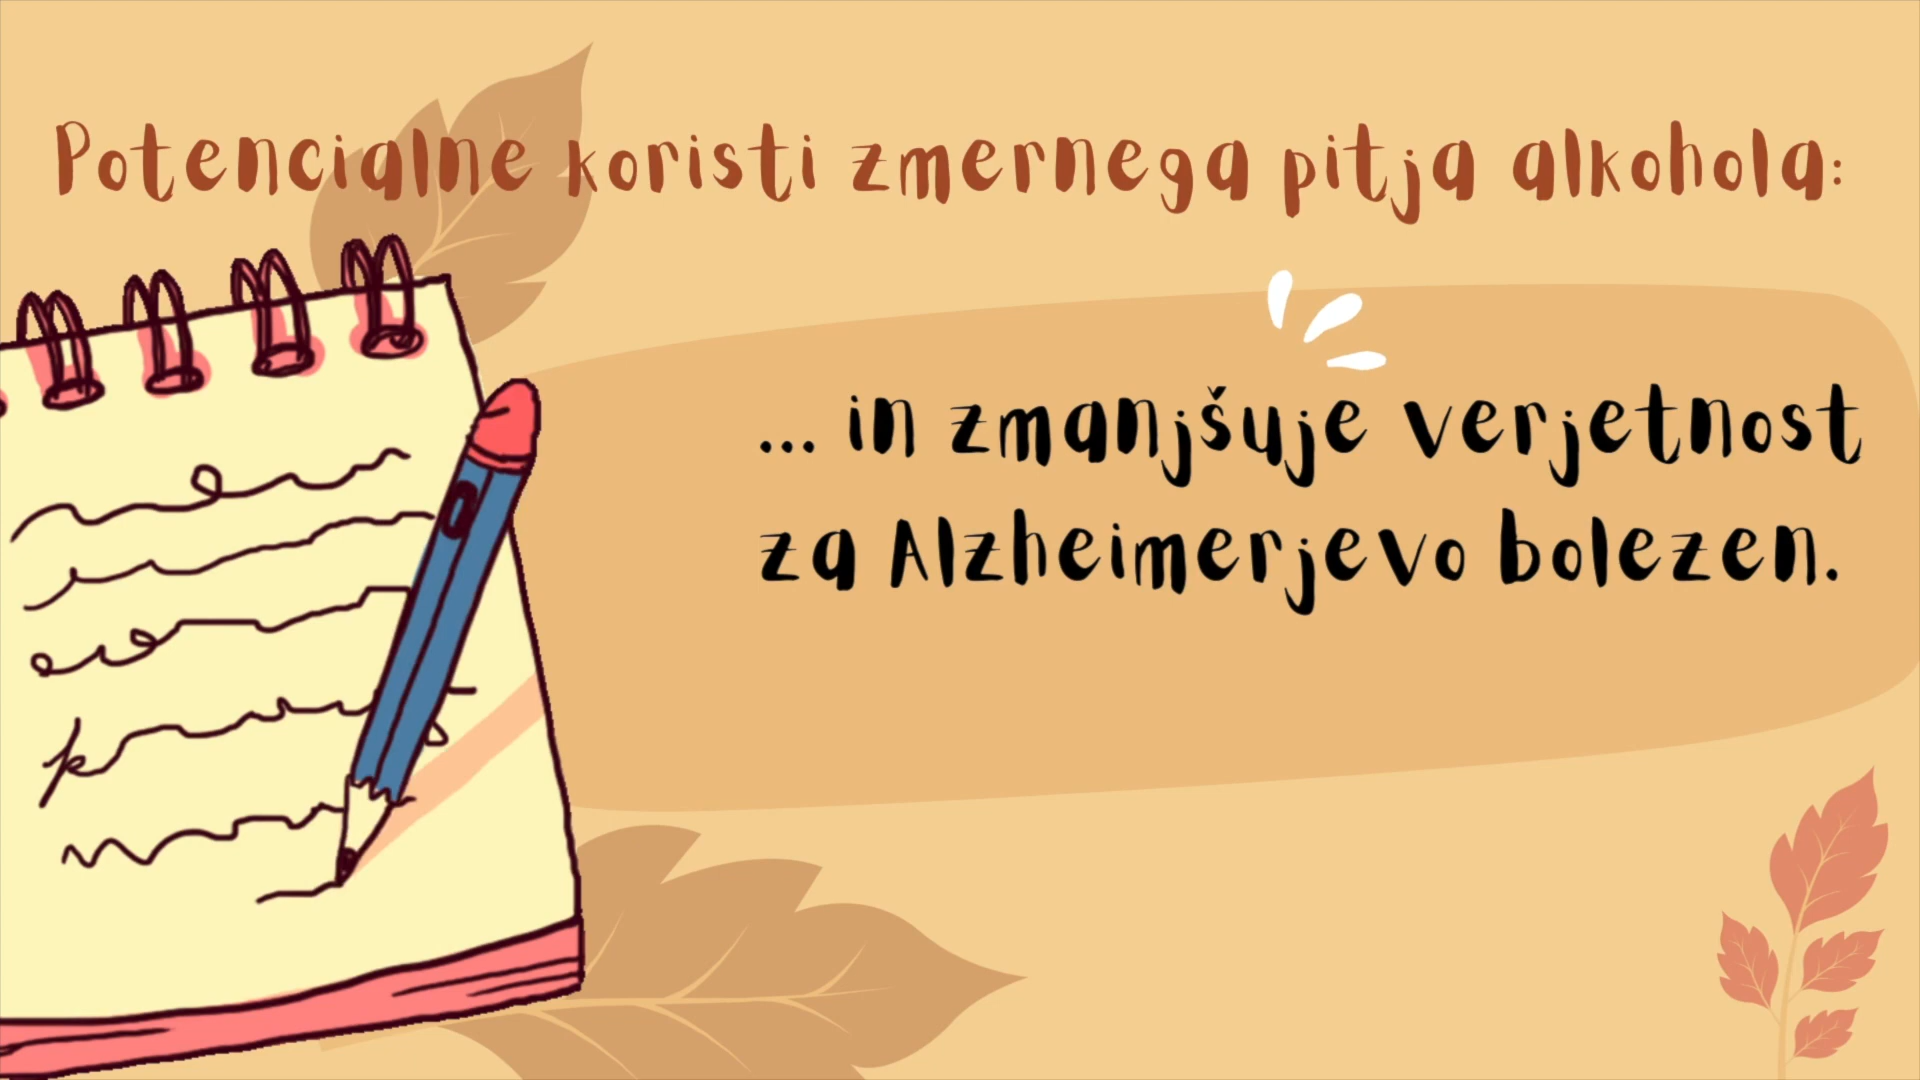 Potencialne koristi zmernega pitja alkohola:
... in zmanjšuje verjetnost
za Alzheimerjevo bolezen.